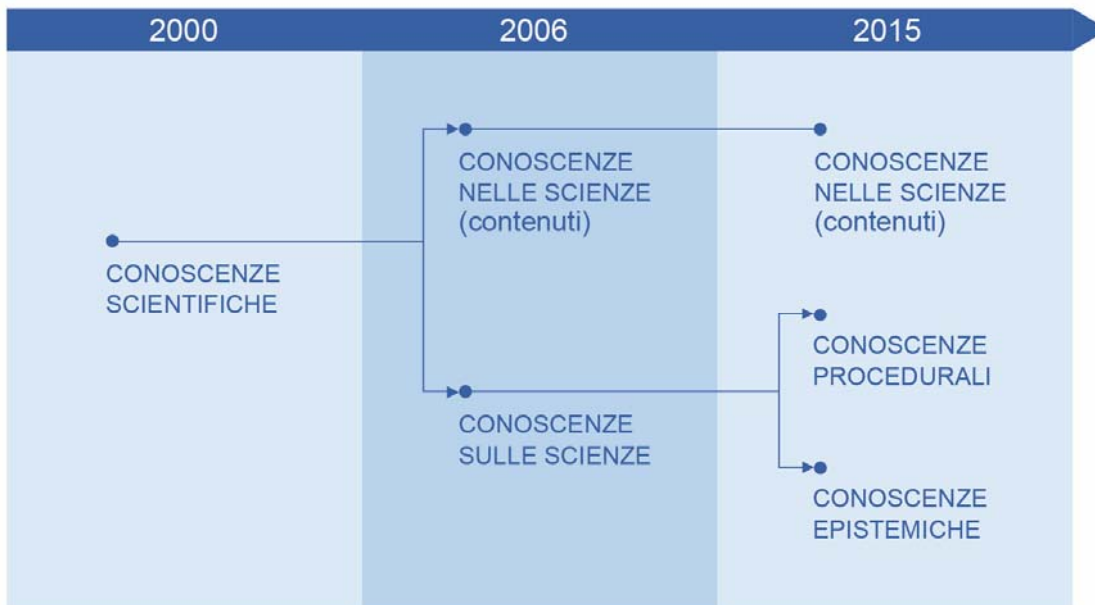 2000
2006
2015
CONOSCENZE
SCIENTIFICHE
CONOSCENZE
NELLE SCIENZE
(contenuti)
CONOSCENZE
SULLE SCIENZE
CONOSCENZE
NELLE SCIENZE
(contenuti)
CONOSCENZE
PROCEDURALI
CONOSCENZE
EPISTEMICHE